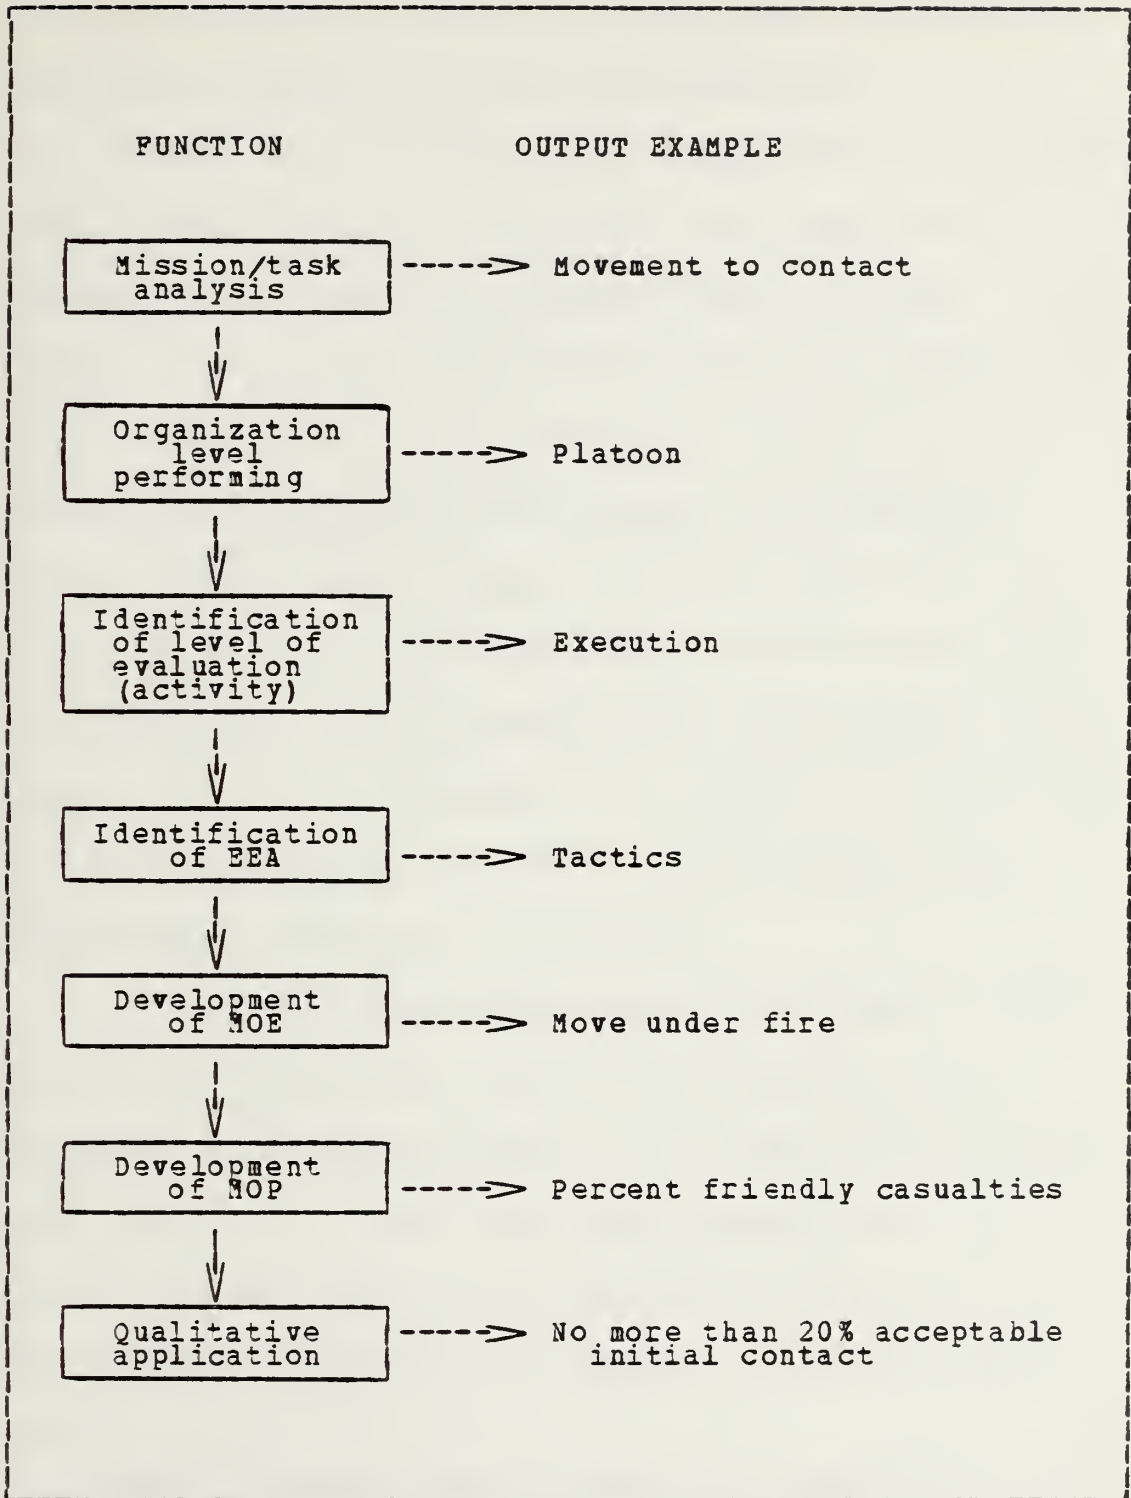 FUNCTION OUTPUT EXAMPLE
Mission/task
analysis
Movement to contact
Organization
level
performing
Platoon
Identification
of level of
evaluation
(activity)
Execution
Identification
of EEA
Tactics
Development
of MOE
Move under fire
Development
of MOP
Percent friendly casualties
Qualitative
application
No more than 20% acceptable
initial contact